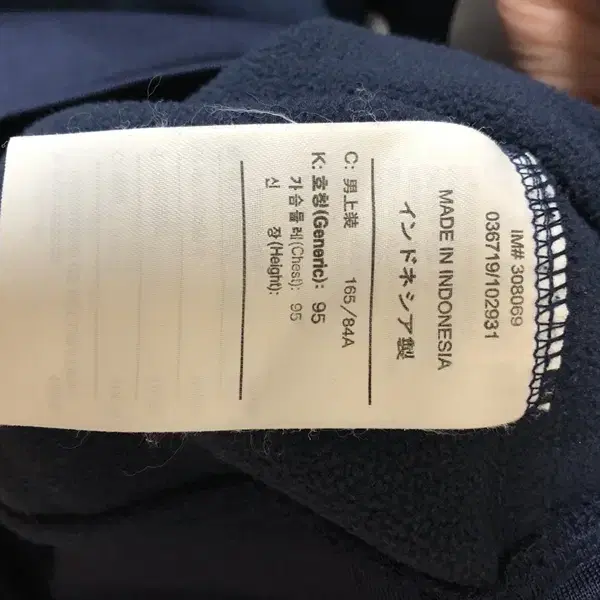 IM# 308069
036719/102931
MADE IN INDONESIA
インドネシア製
C: 男上装 165/84A
K: 호칭(Generic): 95
가슴둘레(Chest): 95
신 장(Height):